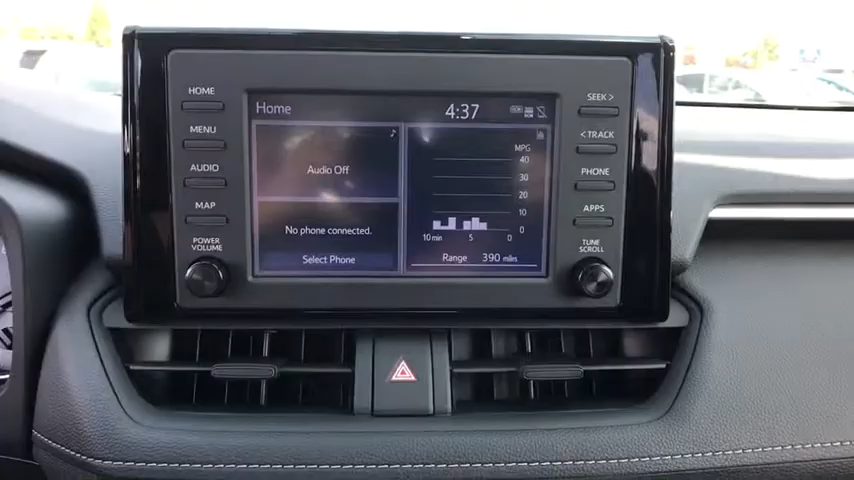 HOME
MENU
AUDIO
MAP
POWER
VOLUME
Home
4:37
Audio Off
No phone connected.
Select Phone
MPG
40
30
20
10
0
10 min
5
0
Range 390 miles
SEEK >
< TRACK
PHONE
APPS
TUNE
SCROLL